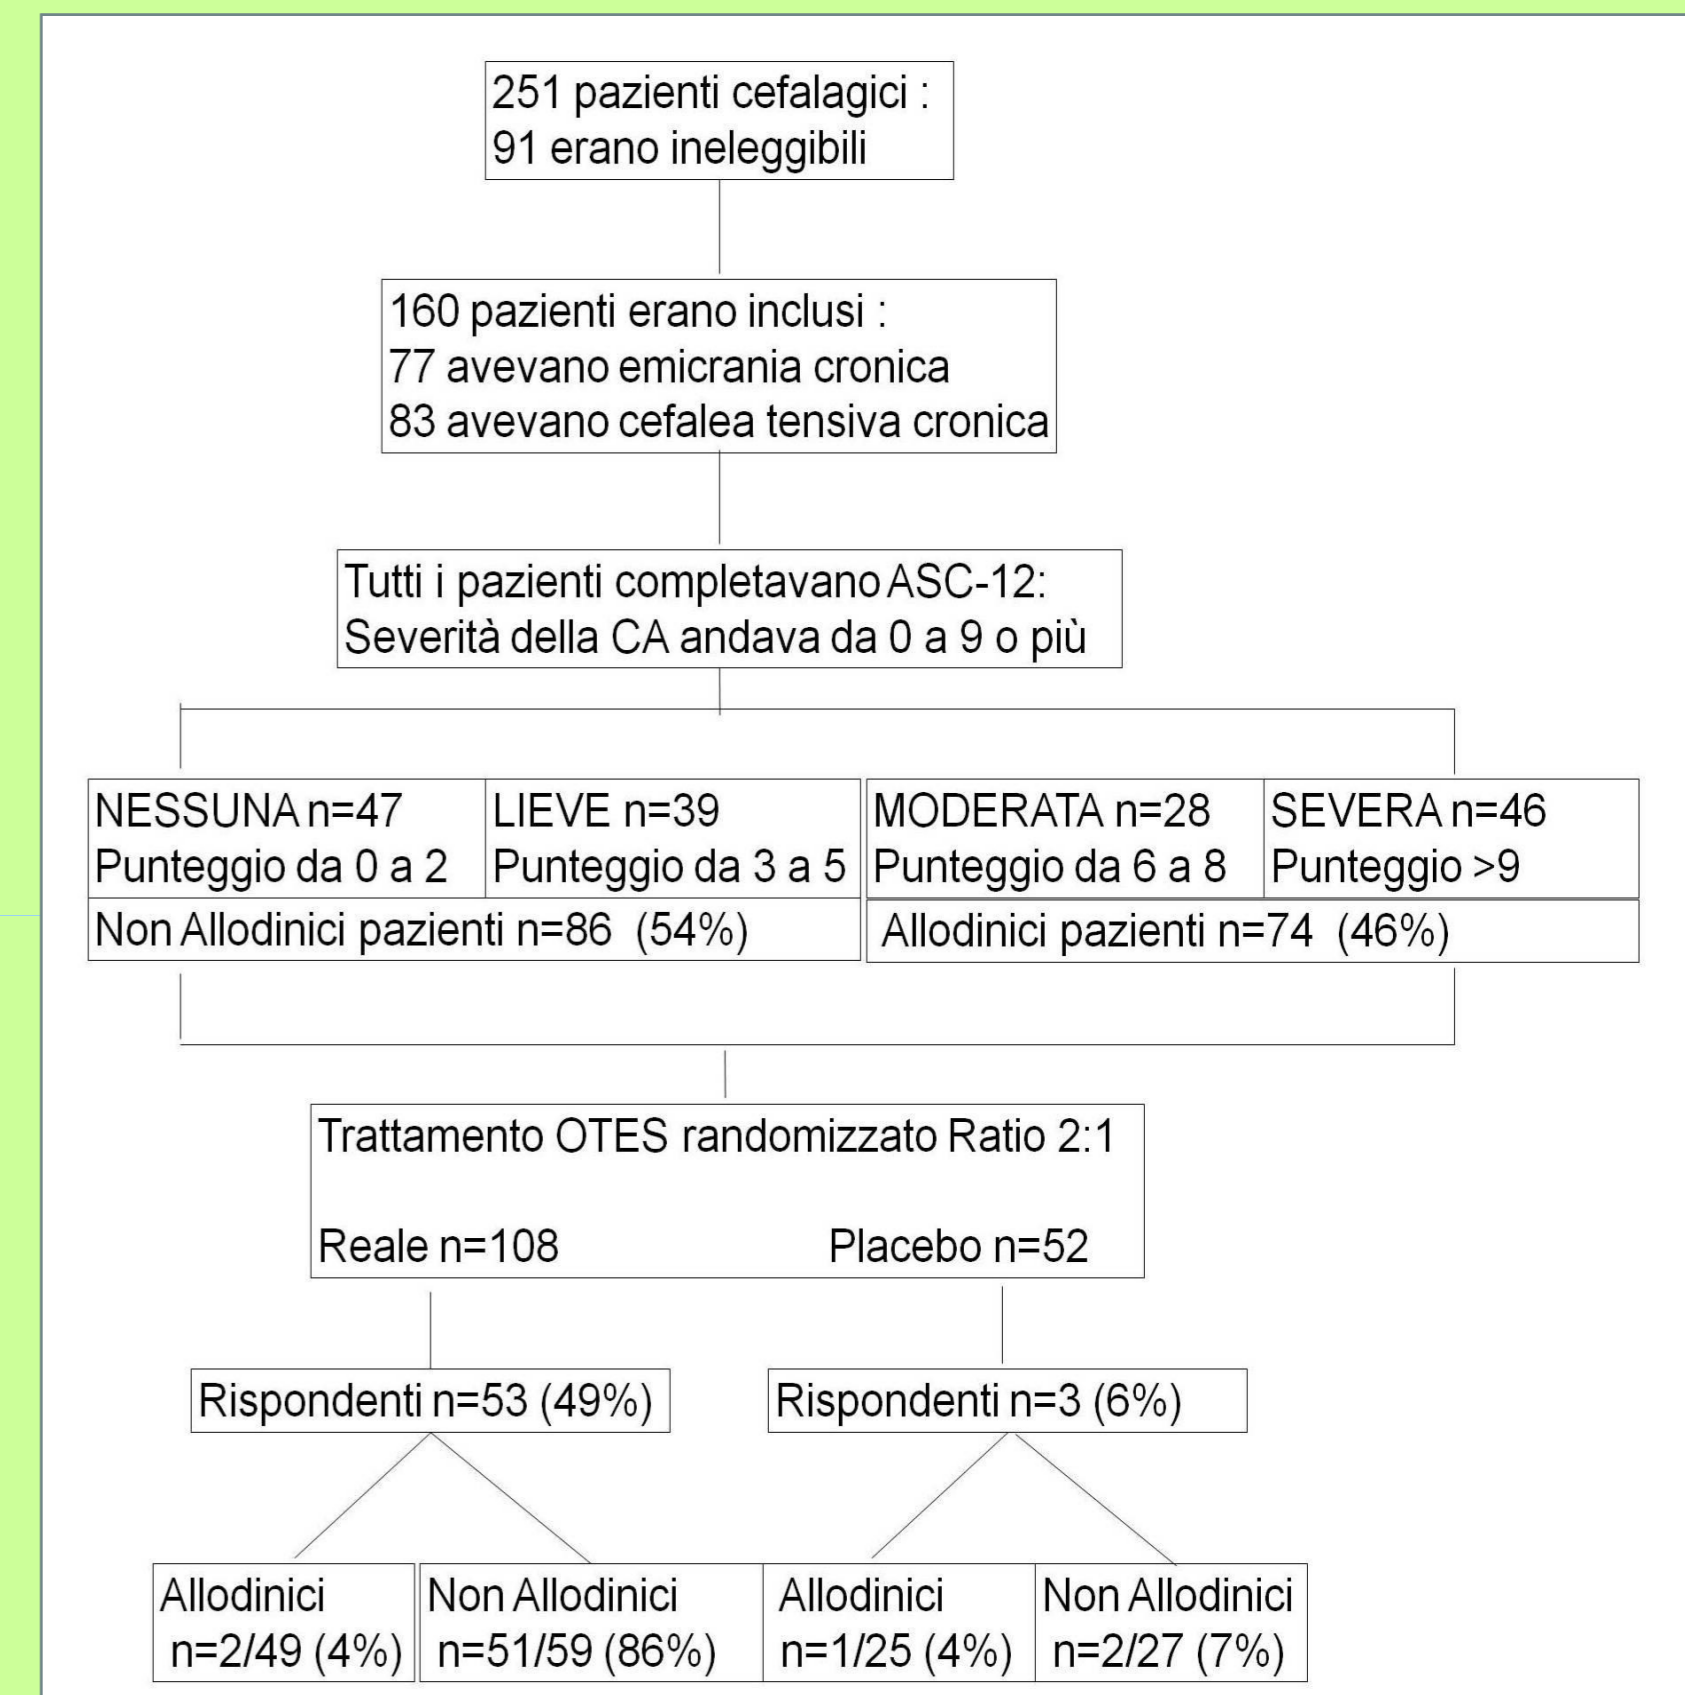 251 pazienti cefalagici :
91 erano ineleggibili
160 pazienti erano inclusi :
77 avevano emicrania cronica
83 avevano cefalea tensiva cronica
Tutti i pazienti completavano ASC-12:
Severità della CA andava da 0 a 9 o più
NESSUNA n=47
Punteggio da 0 a 2
LIEVE n=39
Punteggio da 3 a 5
MODERATA n=28
Punteggio da 6 a 8
SEVERA n=46
Punteggio >9
Non Allodinici pazienti n=86 (54%)
Allodinici pazienti n=74 (46%)
Trattamento OTES randomizzato Ratio 2:1
Reale n=108 Placebo n=52
Rispondenti n=53 (49%)
Rispondenti n=3 (6%)
Allodinici
n=2/49 (4%)
Non Allodinici
n=51/59 (86%)
Allodinici
n=1/25 (4%)
Non Allodinici
n=2/27 (7%)